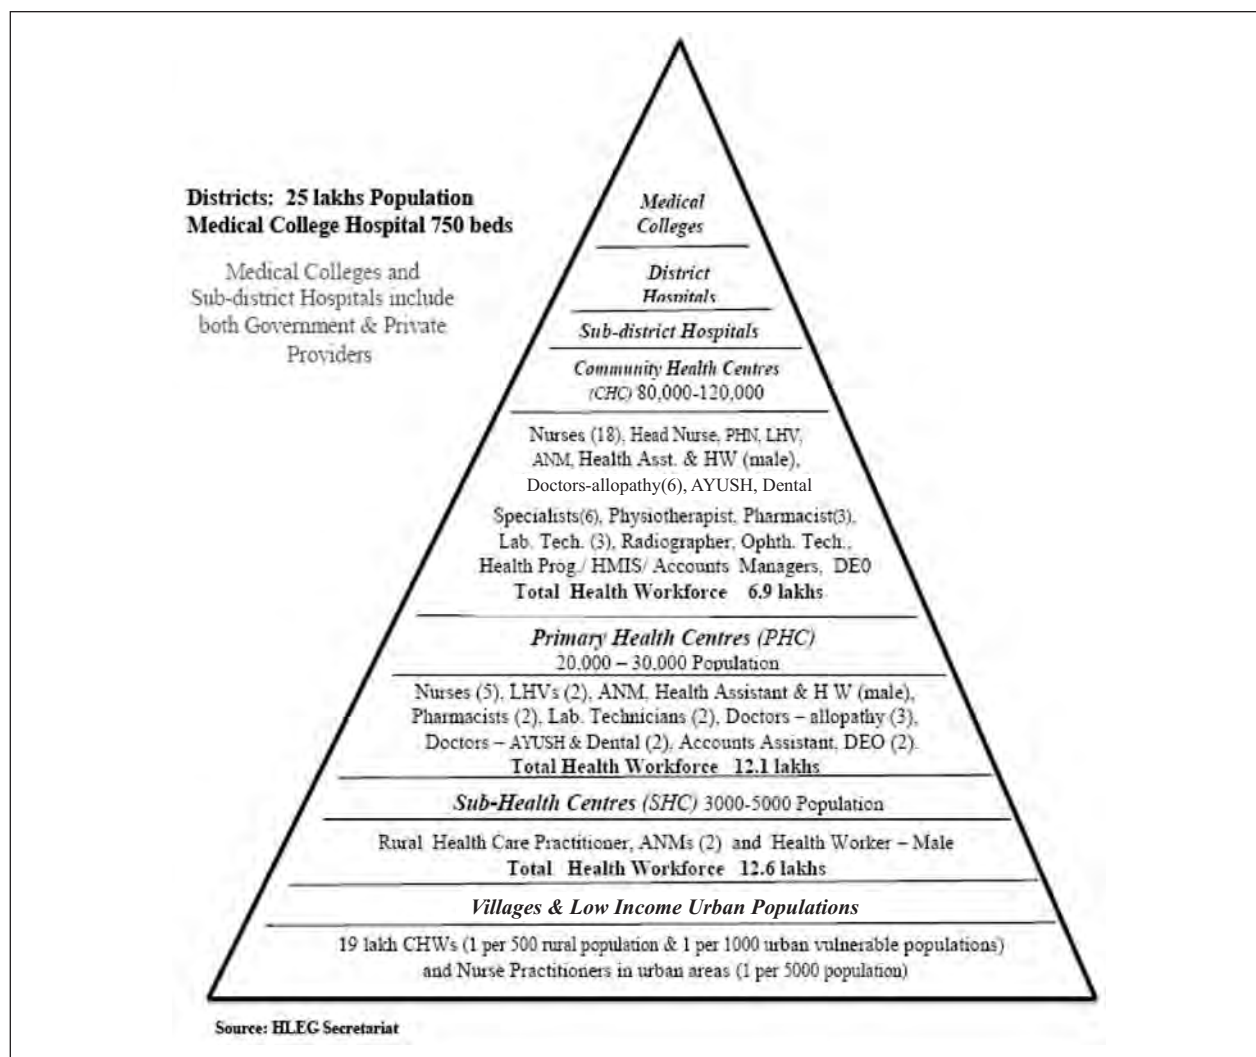 Districts: 25 lakhs Population
Medical College Hospital 750 beds
Medical Colleges and
Sub-district Hospitals include
both Government & Private
Providers
Medical
Colleges
District
Hospitals
Sub-district Hospitals
Community Health Centres
(CHC) 80,000-120,000
Nurses (18), Head Nurse, PHN, LHV,
ANM, Health Asst. & HW (male),
Doctors-allopathy(6), AYUSH, Dental
Specialists(6), Physiotherapist, Pharmacist(3),
Lab. Tech. (3), Radiographer, Ophth. Tech.,
Health Prog./ HMIS/ Accounts Managers, DE0
Total Health Workforce 6.9 lakhs
Primary Health Centres (PHC)
20,000 – 30,000 Population
Nurses (5), LHVs (2), ANM, Health Assistant & H W (male),
Pharmacists (2), Lab. Technicians (2), Doctors – allopathy (3),
Doctors – AYUSH & Dental (2), Accounts Assistant, DEO (2).
Total Health Workforce 12.1 lakhs
Sub-Health Centres (SHC) 3000-5000 Population
Rural Health Care Practitioner, ANMs (2) and Health Worker – Male
Total Health Workforce 12.6 lakhs
Villages & Low Income Urban Populations
19 lakh CHWs (1 per 500 rural population & 1 per 1000 urban vulnerable populations)
and Nurse Practitioners in urban areas (1 per 5000 population)
Source: HLEG Secretariat